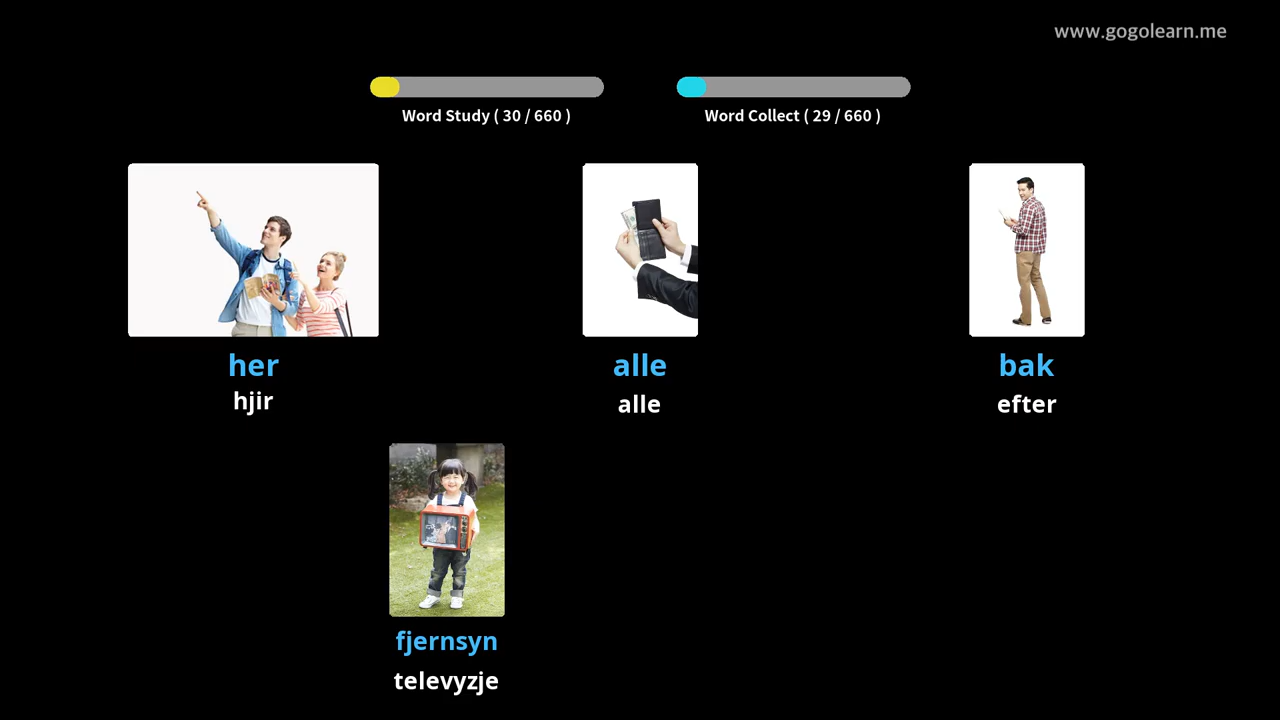 www.gogolearn.me
Word Study ( 30 / 660 )
Word Collect ( 29 / 660 )
her
hjir
alle
alle
bak
efter
fjernsyn
televyzje